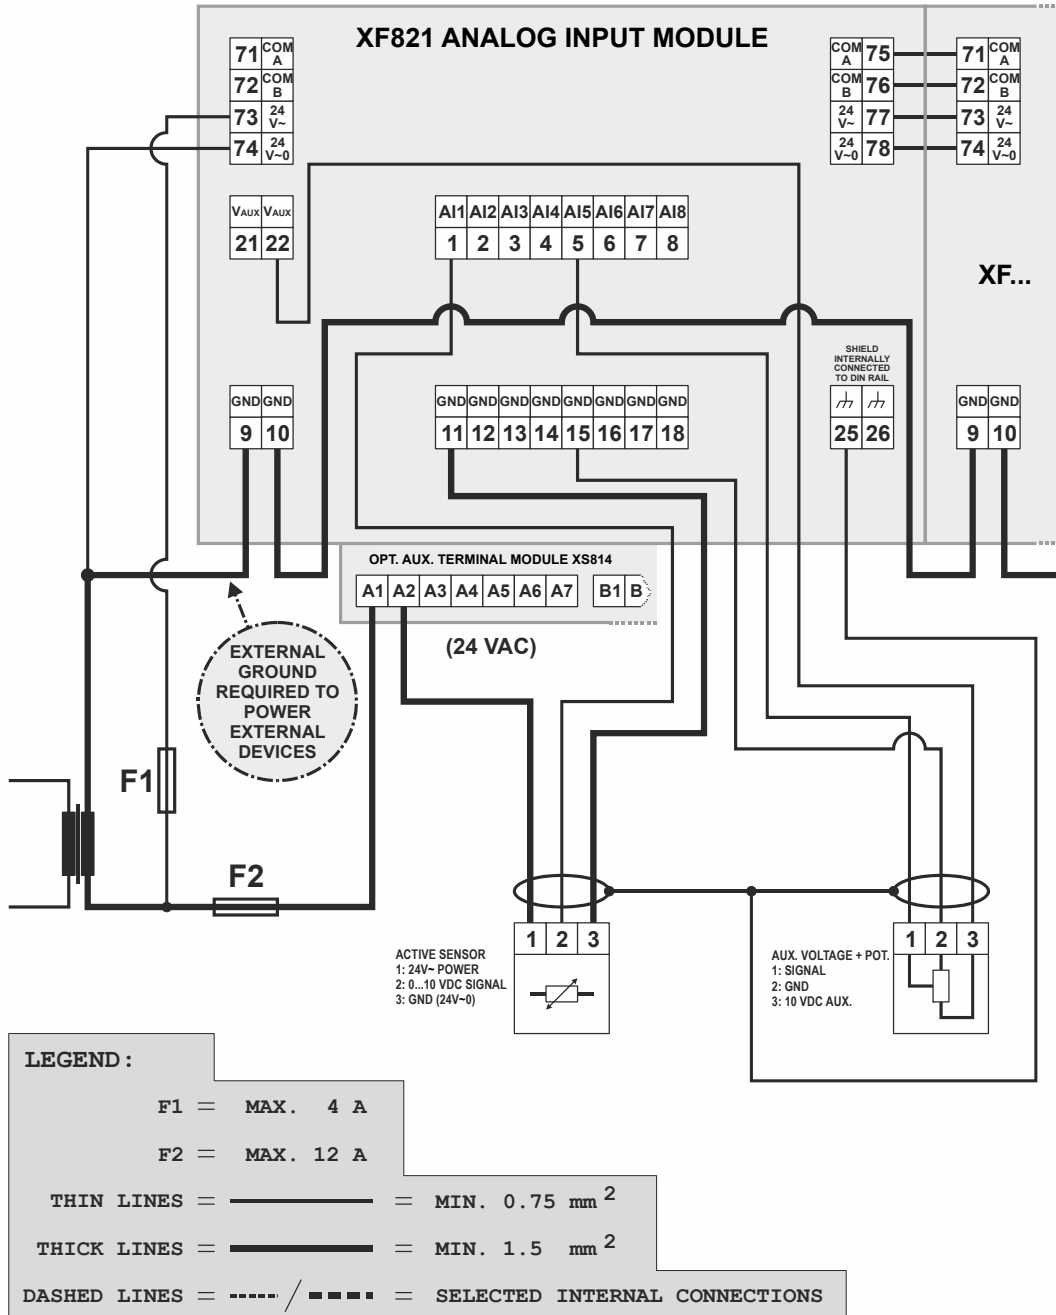 XF821 ANALOG INPUT MODULE
71 COM A
72 COM B
73 24 V~
74 24 V~0
COM A 75
COM B 76
24 V~ 77
24 V~0 78
71 COM A
72 COM B
73 24 V~
74 24 V~0
VAUX VAUX
21 22
AI1 AI2 AI3 AI4 AI5 AI6 AI7 AI8
1 2 3 4 5 6 7 8
XF...
SHIELD
INTERNALLY
CONNECTED
TO DIN RAIL
25 26
GND GND
9 10
GND GND GND GND GND GND GND GND
11 12 13 14 15 16 17 18
GND GND
9 10
OPT. AUX. TERMINAL MODULE XS814
A1 A2 A3 A4 A5 A6 A7 B1 B
(24 VAC)
EXTERNAL
GROUND
REQUIRED TO
POWER
EXTERNAL
DEVICES
F1
F2
1 2 3
ACTIVE SENSOR
1: 24V~ POWER
2: 0...10 VDC SIGNAL
3: GND (24V~0)
1 2 3
AUX. VOLTAGE + POT.
1: SIGNAL
2: GND
3: 10 VDC AUX.
LEGEND:
F1 = MAX. 4 A
F2 = MAX. 12 A
THIN LINES = = MIN. 0.75 mm 2
THICK LINES = = MIN. 1.5 mm 2
DASHED LINES = / = SELECTED INTERNAL CONNECTIONS